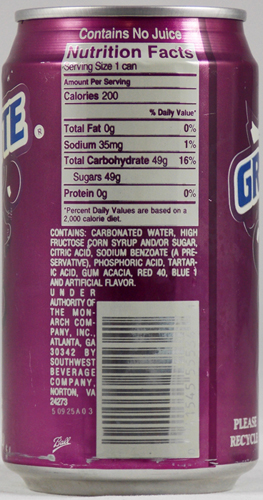 Contains No Juice
Nutrition Facts
Serving Size 1 can
Amount Per Serving
Calories 200
% Daily Value*
Total Fat 0g 0%
Sodium 35mg 1%
Total Carbohydrate 49g 16%
Sugars 49g
Protein 0g 0%
*Percent Daily Values are based on a
2,000 calorie diet.
CONTAINS: CARBONATED WATER, HIGH
FRUCTOSE CORN SYRUP AND/OR SUGAR,
CITRIC ACID, SODIUM BENZOATE (A PRE-
SERVATIVE), PHOSPHORIC ACID, TARTAR-
IC ACID, GUM ACACIA, RED 40, BLUE 1
AND ARTIFICIAL FLAVOR.
UNDER
AUTHORITY OF
THE MON-
ARCH COM-
PANY, INC.,
ATLANTA, GA
30342 BY
SOUTHWEST
BEVERAGE
COMPANY,
NORTON, VA
24273
50925A03
Ball
TE
®
GR
PLEASE
RECYCLE